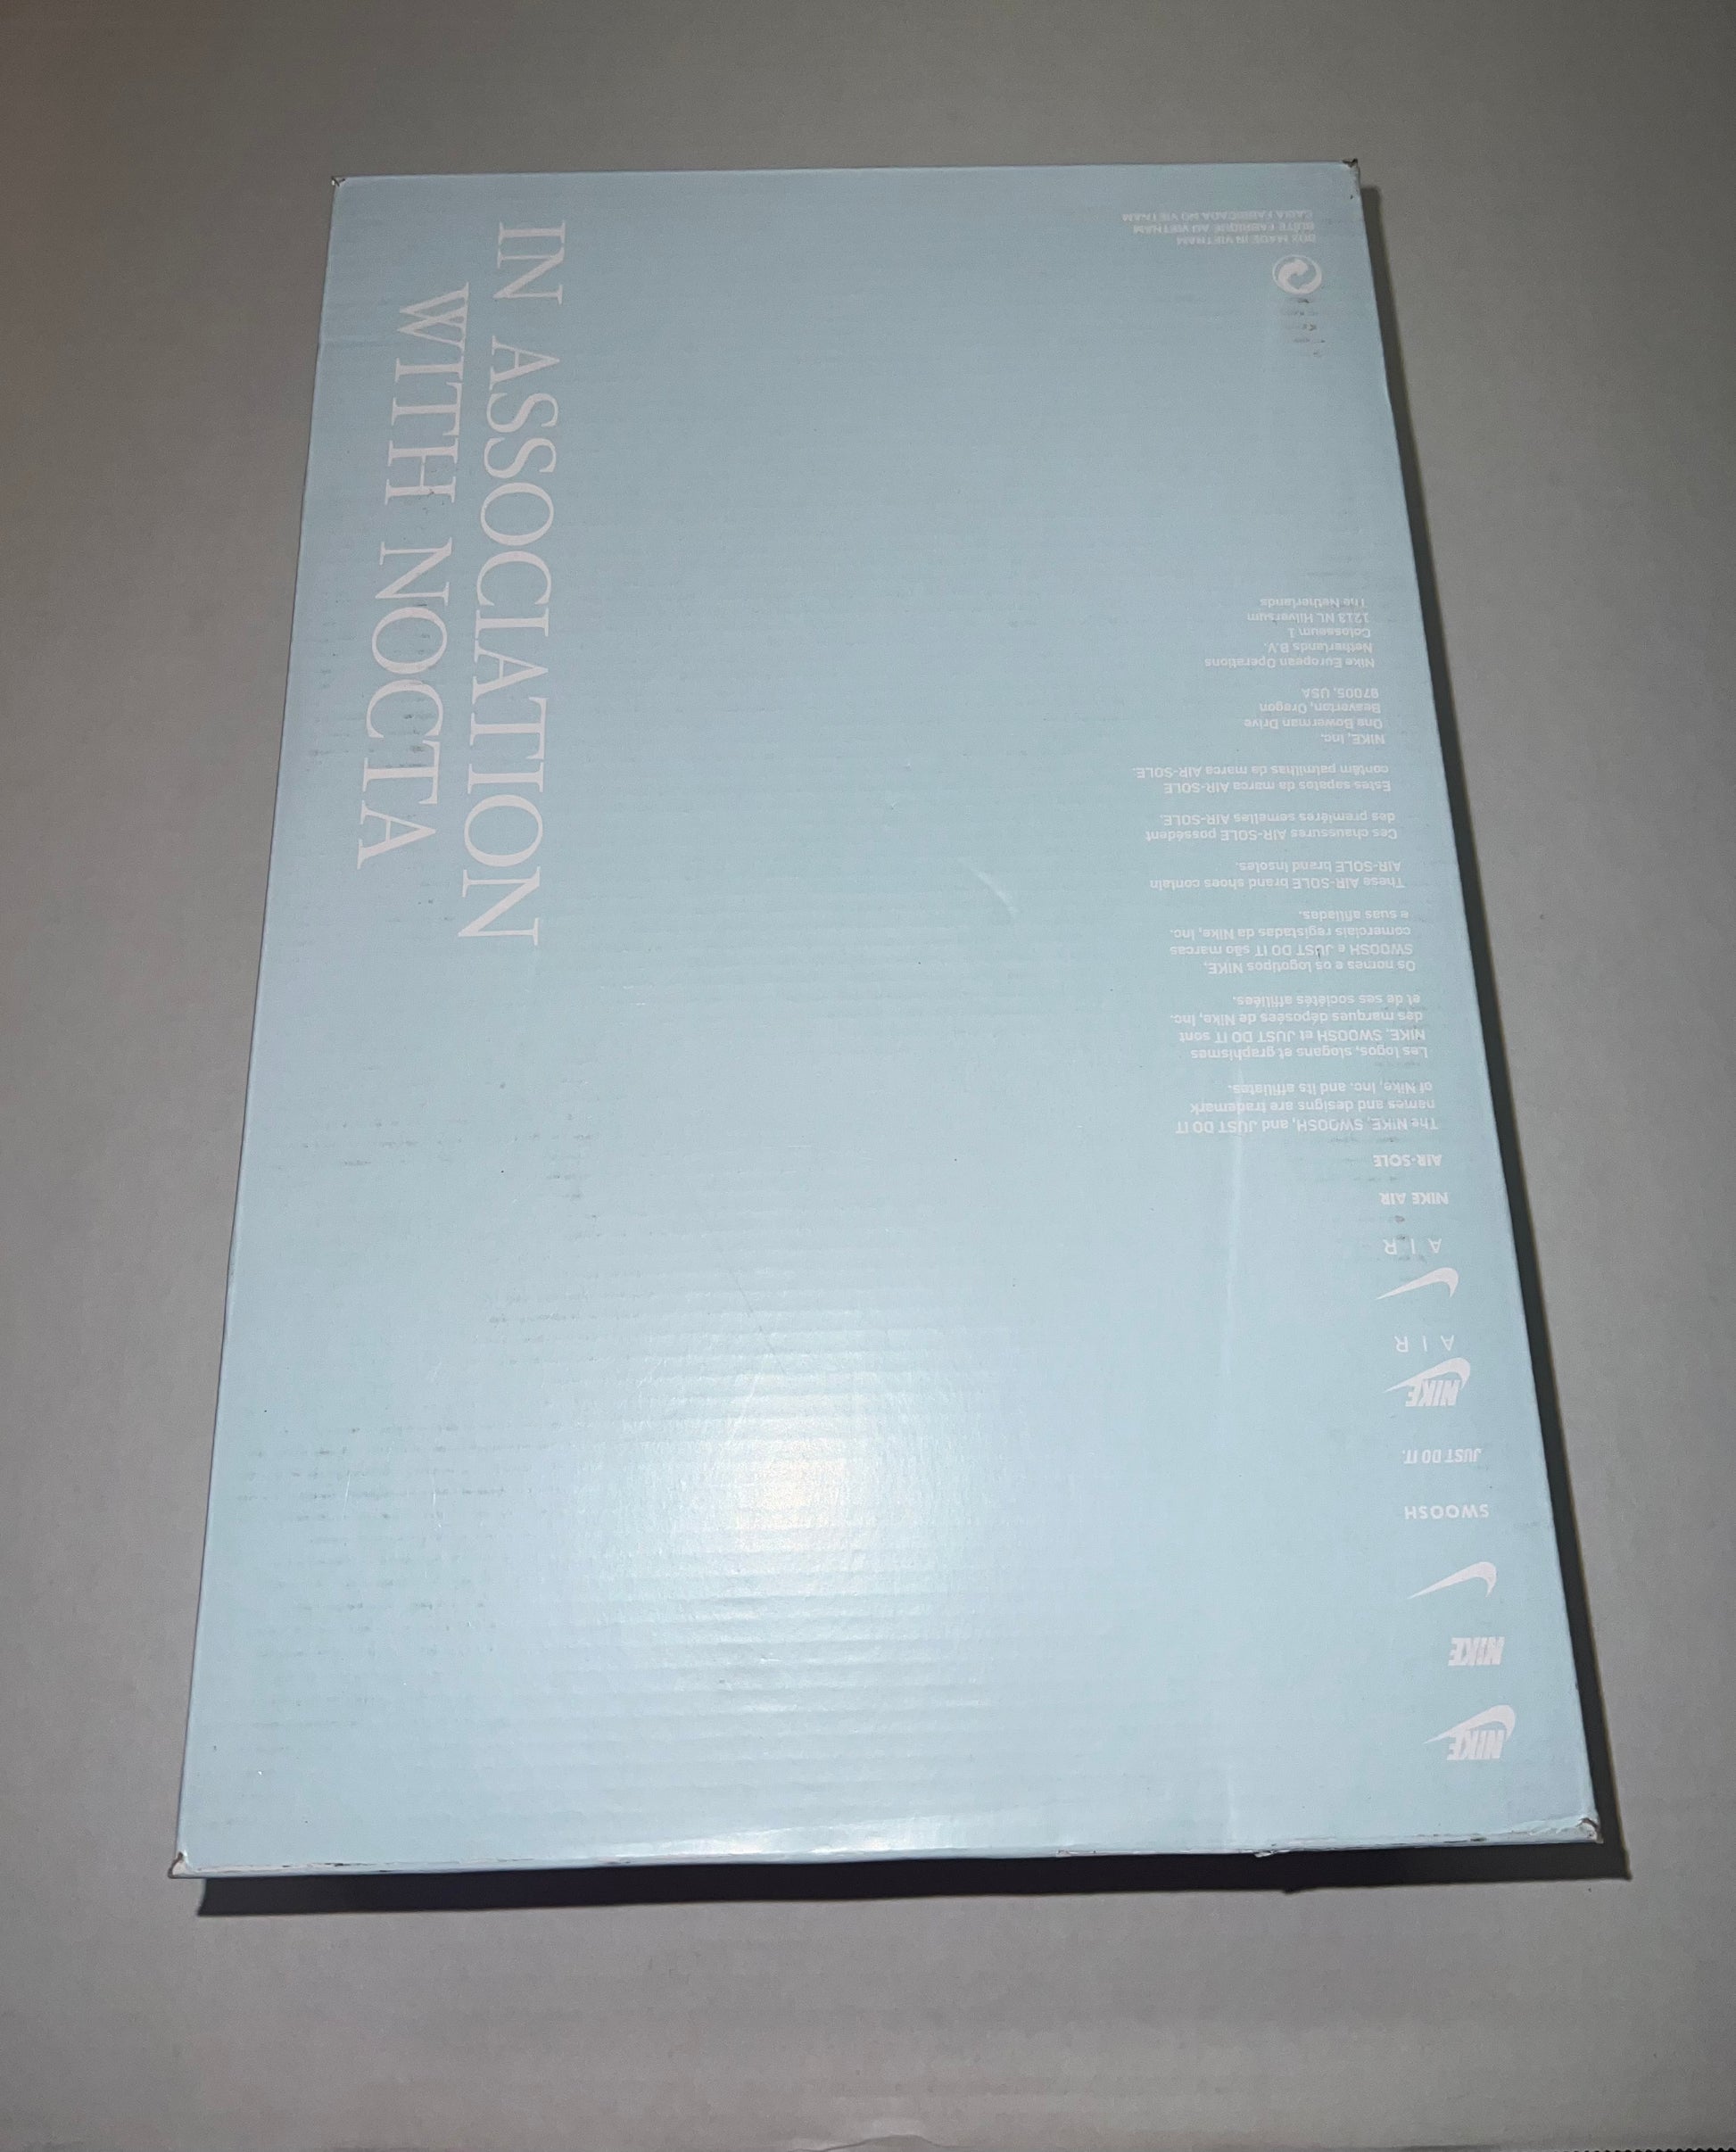 IN ASSOCIATION
WITH NOCTA
NIKE
NIKE
SWOOSH
JUST DO IT.
NIKE
AIR
AIR
NIKE AIR
AIR-SOLE
The NIKE, SWOOSH, and JUST DO IT
names and designs are trademark
of Nike, Inc. and its affiliates.
Les logos, slogans et graphismes
NIKE, SWOOSH et JUST DO IT sont
des marques déposées de Nike, Inc.
et de ses sociétés affiliées.
Os nomes e os logotipos NIKE,
SWOOSH e JUST DO IT são marcas
comerciais registadas da Nike, Inc.
e suas afiliadas.
These AIR-SOLE brand shoes contain
AIR-SOLE brand insoles.
Ces chaussures AIR-SOLE possèdent
des premières semelles AIR-SOLE.
Estes sapatos da marca AIR-SOLE
contêm palmilhas da marca AIR-SOLE.
NIKE, Inc.
One Bowerman Drive
Beaverton, Oregon
97005, USA
Nike European Operations
Netherlands B.V.
Colosseum 1
1213 NL Hilversum
The Netherlands
BOX MADE IN VIETNAM
BOÎTE FABRIQUÉE AU VIETNAM
CAIXA FABRICADA NO VIETNAM